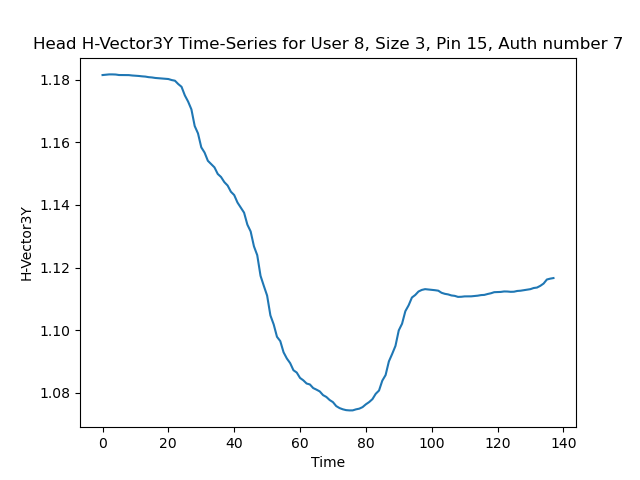 Head H-Vector3Y Time-Series for User 8, Size 3, Pin 15, Auth number 7
1.18
1.16
1.14
1.12
1.10
1.08
H-Vector3Y
0 20 40 60 80 100 120 140
Time